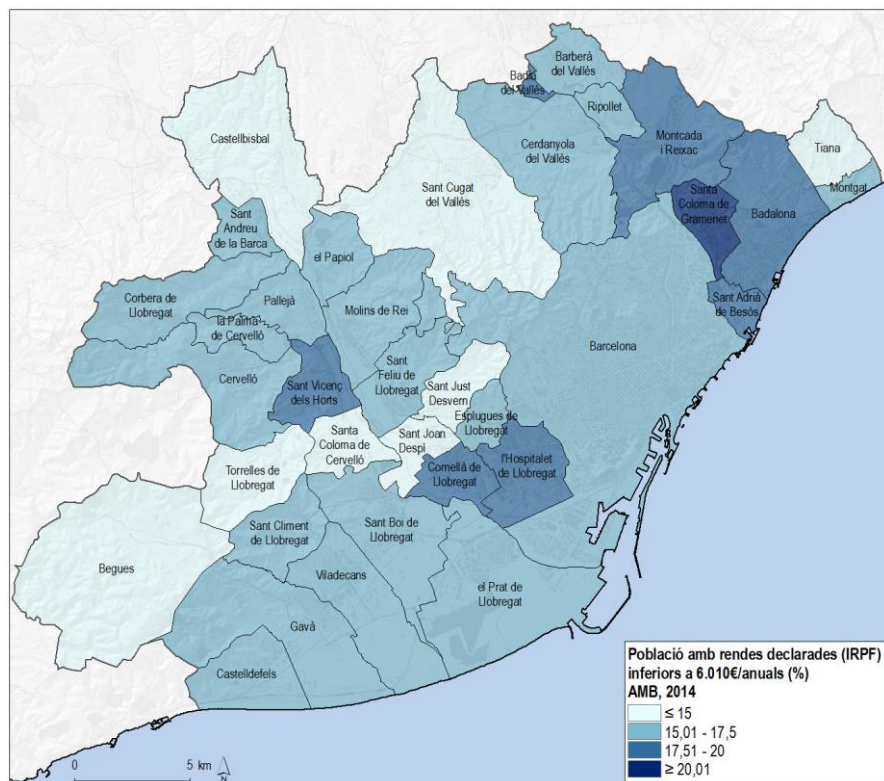 Barberà
del Vallès
Badia
del Vallès
Ripollet
Castellbisbal
Montcada
i Reixac
Cerdanyola
del Vallès
Tiana
Sant Cugat
del Vallès
Montgat
Santa
Coloma de
Gramenet
Badalona
Sant
Andreu
de la Barca
el Papiol
Corbera de
Llobregat
Pallejà
Molins de Rei
Sant Adrià
de Besòs
la Palma
de Cervelló
Barcelona
Cervelló
Sant Vicenç
dels Horts
Sant
Feliu de
Llobregat
Sant Just
Desvern
Esplugues de
Llobregat
Santa
Coloma de
Cervelló
Sant Joan
Despí
Torrelles de
Llobregat
Cornellà de
Llobregat
l'Hospitalet
de Llobregat
Sant Climent
de Llobregat
Sant Boi de
Llobregat
Begues
Viladecans
el Prat de
Llobregat
Gavà
Castelldefels
Població amb rendes declarades (IRPF)
inferiors a 6.010€/anuals (%)
AMB, 2014
≤ 15
15,01 - 17,5
17,51 - 20
≥ 20,01
0 5 km N